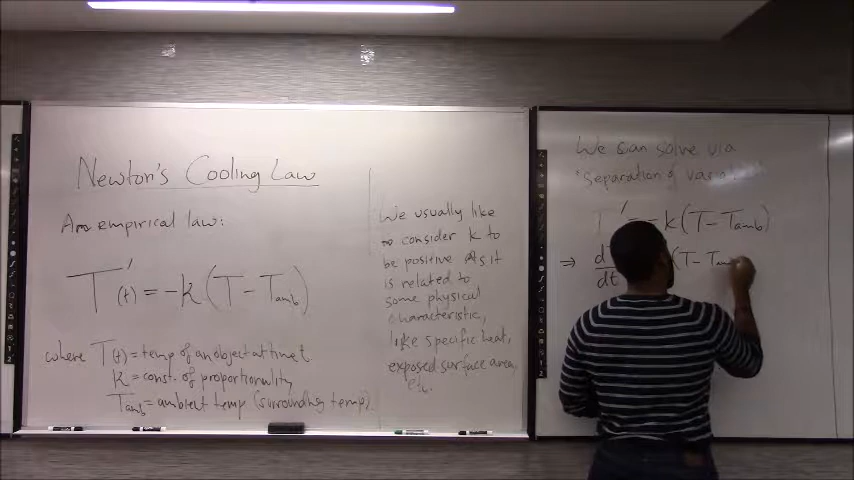 Newton's Cooling Law
An empirical law:
T'(t) = -k(T - Tamb)
where T(t) = temp of an object at time t
k = const. of proportionality
Tamb = ambient temp (surrounding temp).
We usually like
to consider k to
be positive as it
is related to
some physical
characteristic,
like specific heat,
exposed surface area,
etc.
We can solve via
"Separation of
' = -k(T - Tamb)
⇒ d
dt (T - Tam